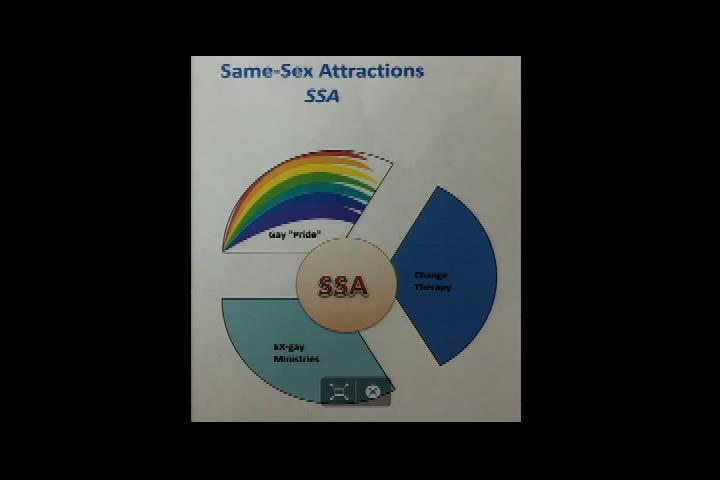 Same-Sex Attractions
SSA
Gay "Pride"
SSA
Change
Therapy
EX-gay
Ministries